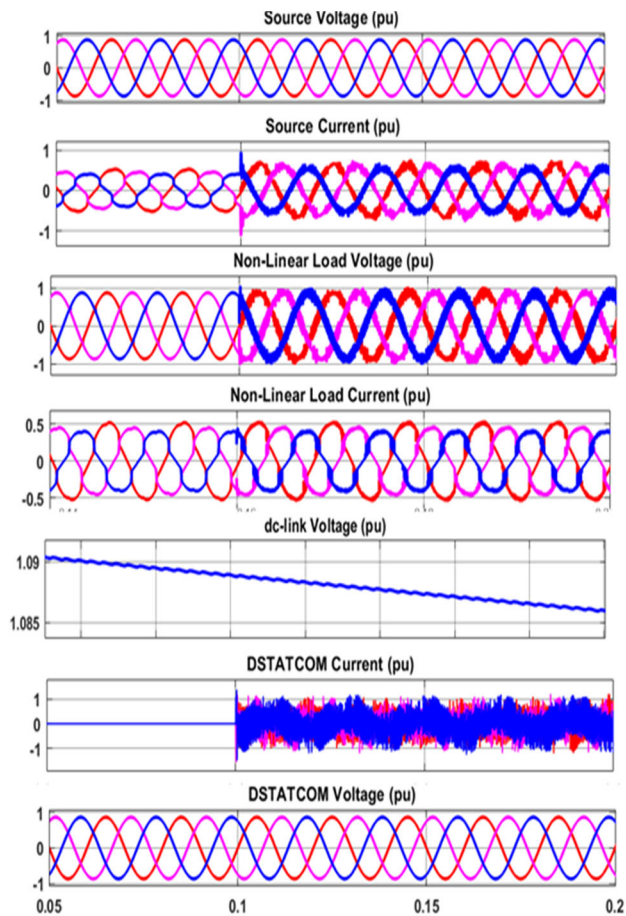 Source Voltage (pu)
1
0
-1
Source Current (pu)
1
0
-1
Non-Linear Load Voltage (pu)
1
0
-1
Non-Linear Load Current (pu)
0.5
0
-0.5
dc-link Voltage (pu)
1.09
1.085
DSTATCOM Current (pu)
1
0
-1
DSTATCOM Voltage (pu)
1
0
-1
0.05 0.1 0.15 0.2